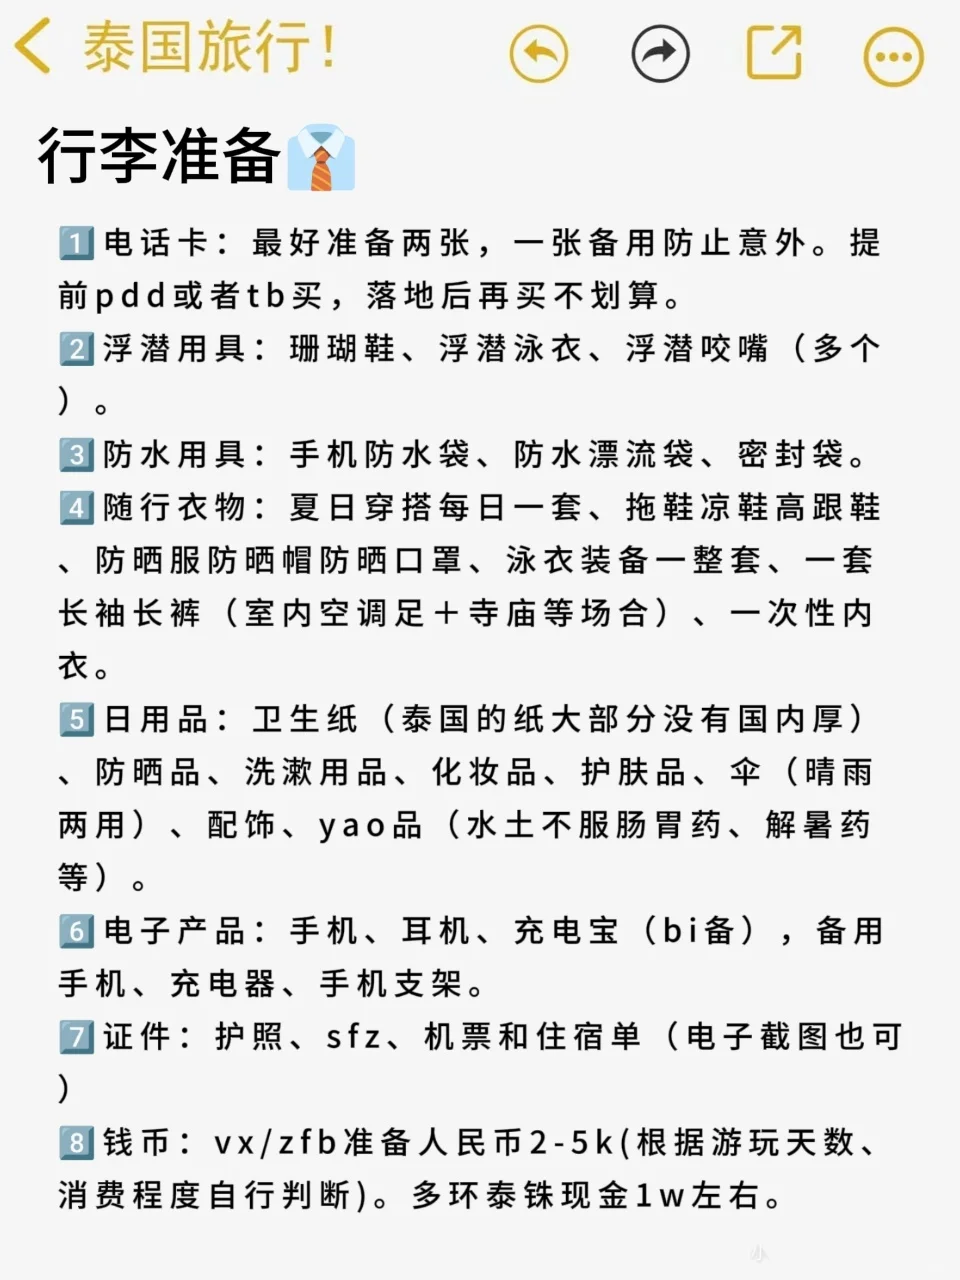 泰国旅行！
行李准备👔
1️⃣电话卡：最好准备两张，一张备用防止意外。提
前pdd或者tb买，落地后再买不划算。
2️⃣浮潜用具：珊瑚鞋、浮潜泳衣、浮潜咬嘴（多个
）。
3️⃣防水用具：手机防水袋、防水漂流袋、密封袋。
4️⃣随行衣物：夏日穿搭每日一套、拖鞋凉鞋高跟鞋
、防晒服防晒帽防晒口罩、泳衣装备一整套、一套
长袖长裤（室内空调足＋寺庙等场合）、一次性内
衣。
5️⃣日用品：卫生纸（泰国的纸大部分没有国内厚）
、防晒品、洗漱用品、化妆品、护肤品、伞（晴雨
两用）、配饰、yao品（水土不服肠胃药、解暑药
等）。
6️⃣电子产品：手机、耳机、充电宝（bi备），备用
手机、充电器、手机支架。
7️⃣证件：护照、sfz、机票和住宿单（电子截图也可
）
8️⃣钱币：vx/zfb准备人民币2-5k(根据游玩天数、
消费程度自行判断)。多环泰铢现金1w左右。
小